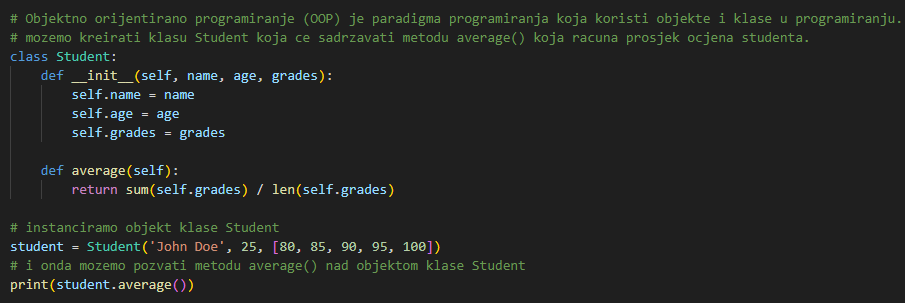 # Objektno orijentirano programiranje (OOP) je paradigma programiranja koja koristi objekte i klase u programiranju.
# mozemo kreirati klasu Student koja ce sadrzavati metodu average() koja racuna prosjek ocjena studenta.
class Student:
    def __init__(self, name, age, grades):
        self.name = name
        self.age = age
        self.grades = grades

    def average(self):
        return sum(self.grades) / len(self.grades)

# instanciramo objekt klase Student
student = Student('John Doe', 25, [80, 85, 90, 95, 100])
# i onda mozemo pozvati metodu average() nad objektom klase Student
print(student.average())